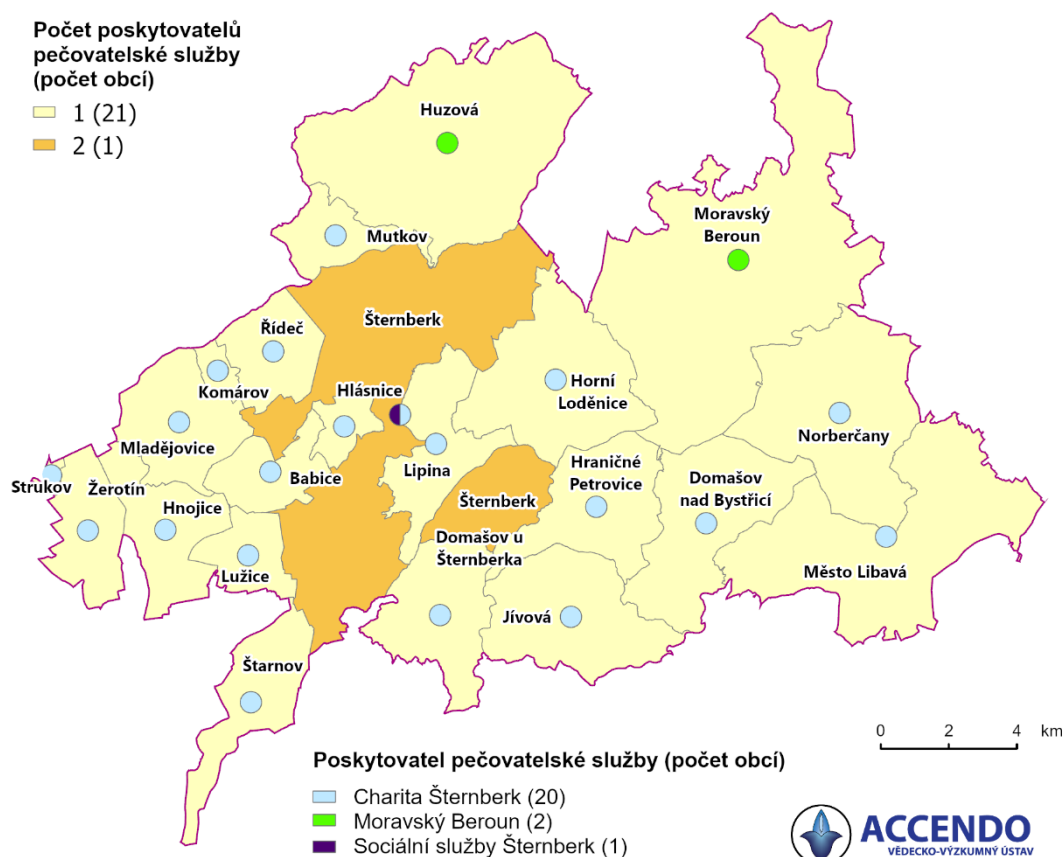 Počet poskytovatelů
pečovatelské služby
(počet obcí)
1 (21)
2 (1)
Huzová
Moravský
Beroun
Mutkov
Šternberk
Řídeč
Komárov
Hlásnice
Horní
Loděnice
Mladějovice
Norberčany
Strukov
Žerotín
Babice
Lipina
Hraničné
Petrovice
Domašov
nad Bystřicí
Hnojice
Šternberk
Domašov u
Šternberka
Lužice
Město Libavá
Jívová
Štarnov
0 2 4 km
Poskytovatel pečovatelské služby (počet obcí)
Charita Šternberk (20)
Moravský Beroun (2)
Sociální služby Šternberk (1)
ACCENDO
VĚDECKO-VÝZKUMNÝ ÚSTAV